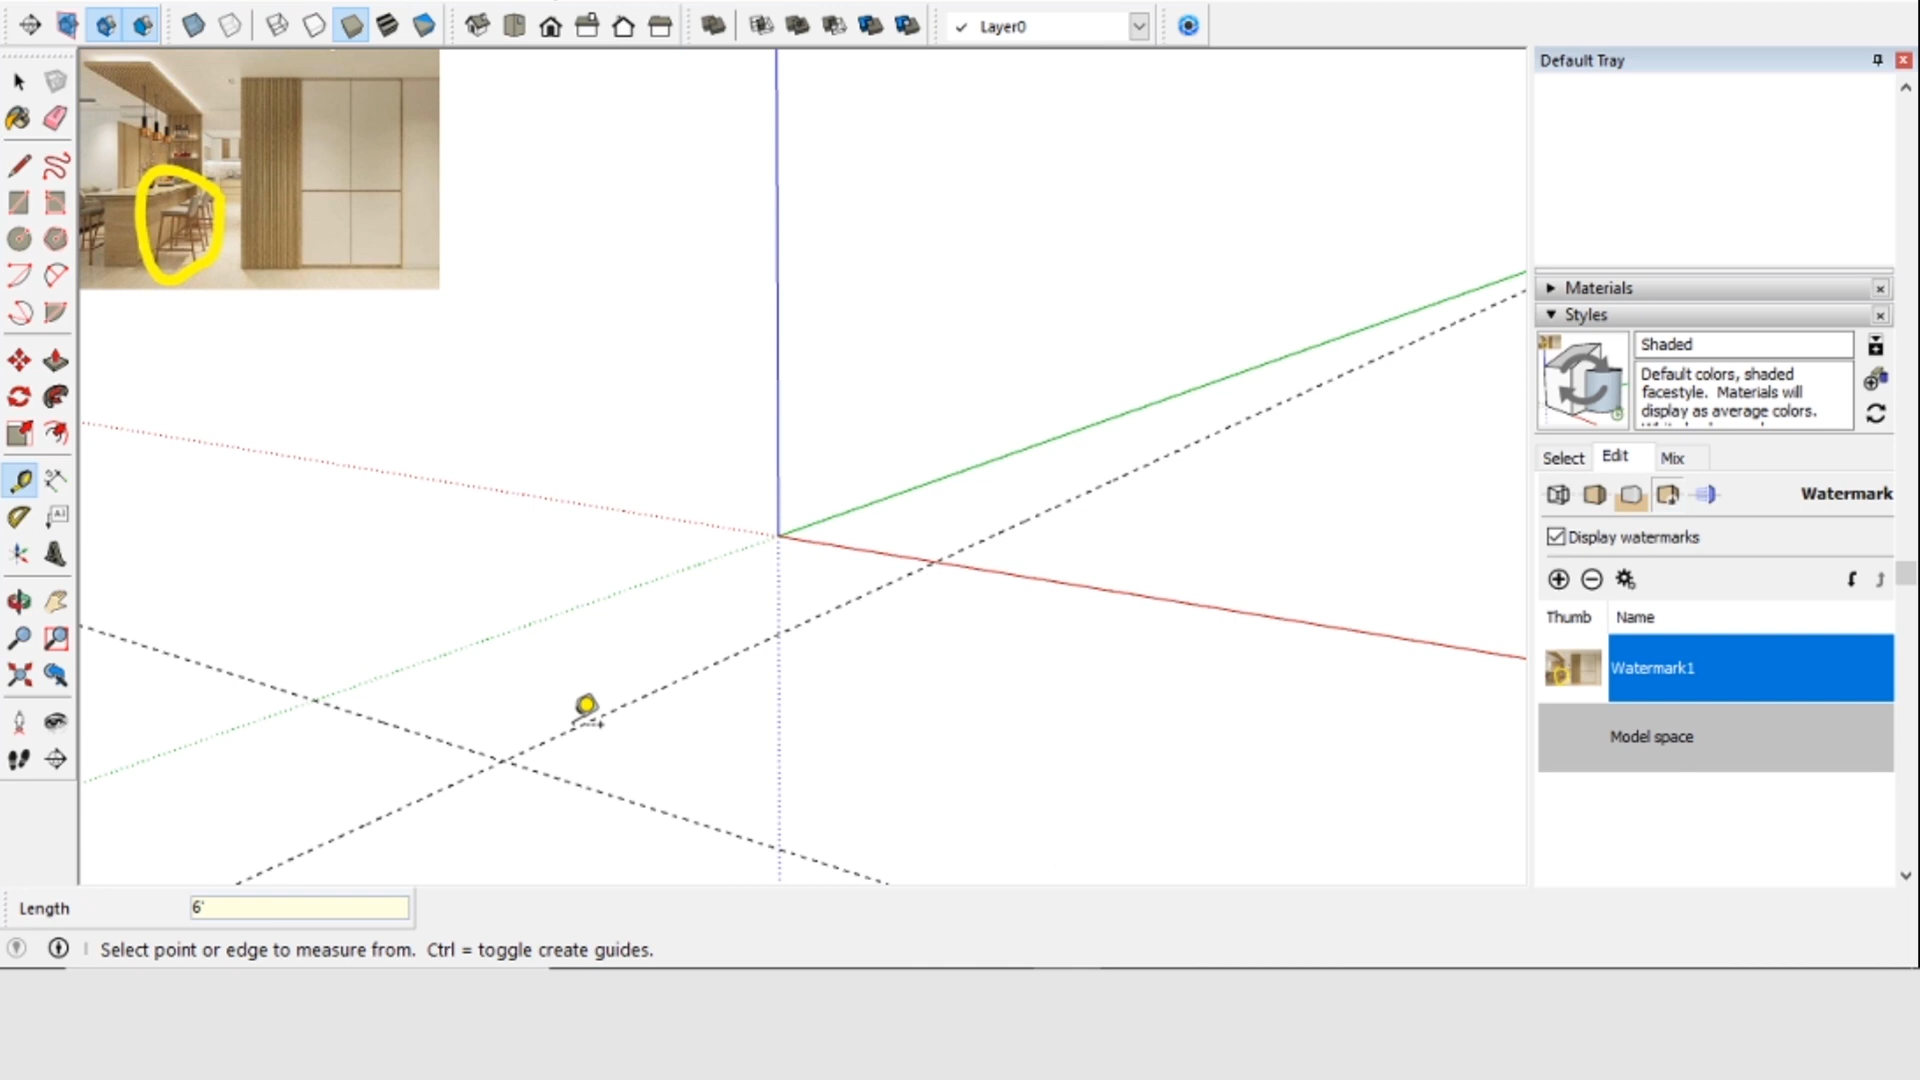 Layer0
Default Tray
Materials
Styles
Shaded
Default colors, shaded
facestyle. Materials will
display as average colors.
Select
Edit
Mix
Watermark
Display watermarks
Thumb
Name
Watermark1
Model space
Length
6'
Select point or edge to measure from. Ctrl = toggle create guides.